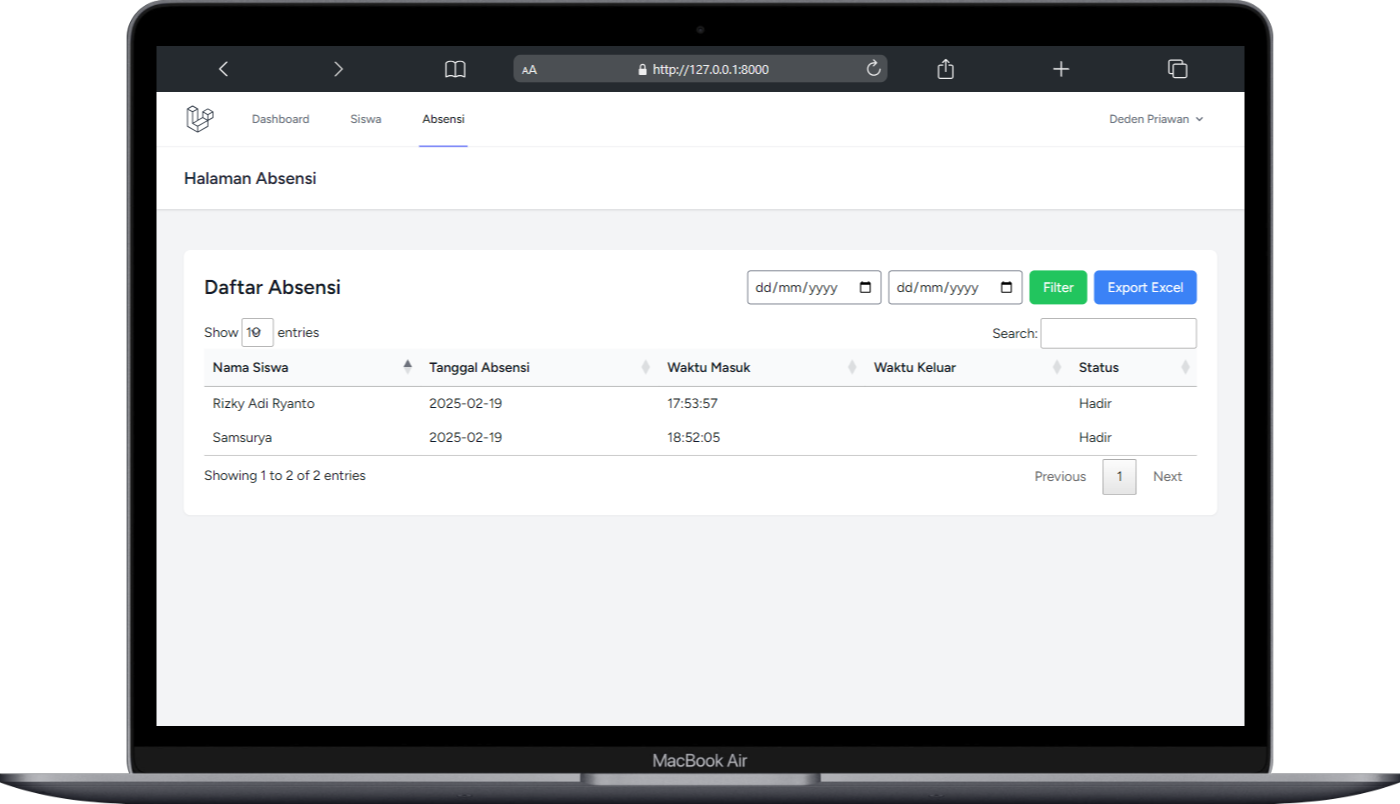 AA http://127.0.0.1:8000
Dashboard Siswa Absensi Deden Priawan
Halaman Absensi
Daftar Absensi dd/mm/yyyy dd/mm/yyyy Filter Export Excel
Show 10 entries Search:
Nama Siswa Tanggal Absensi Waktu Masuk Waktu Keluar Status
Rizky Adi Ryanto 2025-02-19 17:53:57 Hadir
Samsurya 2025-02-19 18:52:05 Hadir
Showing 1 to 2 of 2 entries Previous 1 Next
MacBook Air